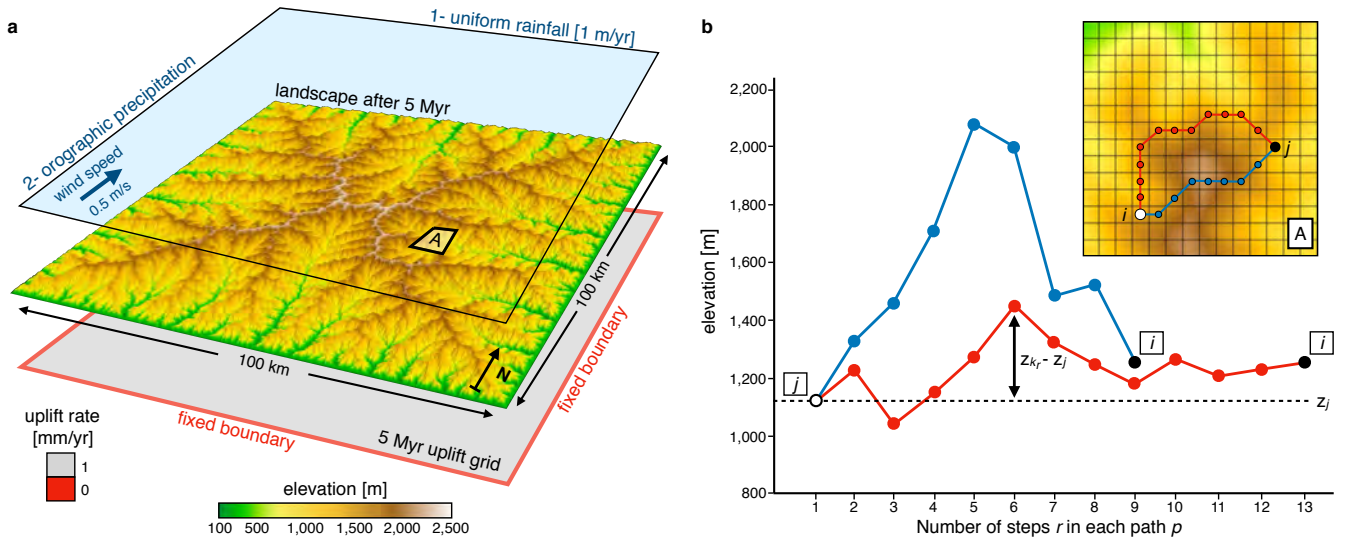 a
1- uniform rainfall [1 m/yr]
2- orographic precipitation
wind speed
0.5 m/s
landscape after 5 Myr
A
100 km
100 km
N
fixed boundary
fixed boundary
5 Myr uplift grid
uplift rate
[mm/yr]
1
0
elevation [m]
100 500 1,000 1,500 2,000 2,500
b
elevation [m]
2,200
2,000
1,800
1,600
1,400
1,200
1,000
800
j
i
A
j
i
i
z_{k_r} - z_j
z_j
1 2 3 4 5 6 7 8 9 10 11 12 13
Number of steps r in each path p